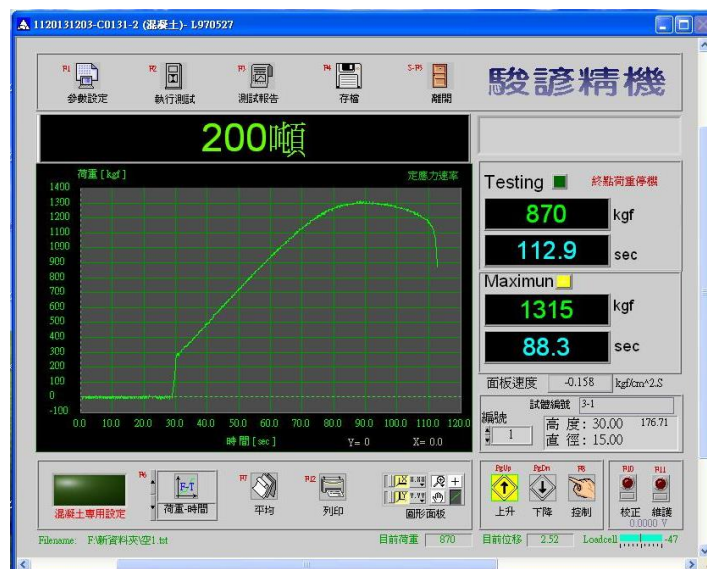 1120131203-C0131-2 (混凝土)- L970527
F1 F2 F3 F4 S-F5
參數設定 執行測試 測試報告 存檔 離開
駿諺精機
200噸
荷重 [kgf] 定應力速率
1400
1300
1200
1100
1000
900
800
700
600
500
400
300
200
100
0
-100
0.0 10.0 20.0 30.0 40.0 50.0 60.0 70.0 80.0 90.0 100.0 110.0 120.0
時間 [sec] Y= 0 X= 0.0
Testing 終點荷重停機
870 kgf
112.9 sec
Maximun
1315 kgf
88.3 sec
面板速度 -0.158 kgf/cm^2.S
試體編號 3-1
編號 1
高 度: 30.00 176.71
直 徑: 15.00
混凝土專用設定
F6 F-T 荷重-時間
F7 平均
F12 列印
圖形面板
PgUp PgDn F8 F10 F11
上升 下降 控制 校正 維護
0.0000 V
Filename: F:\新資料夾\空1.txt 目前荷重 870 目前位移 2.52 Loadcell -47